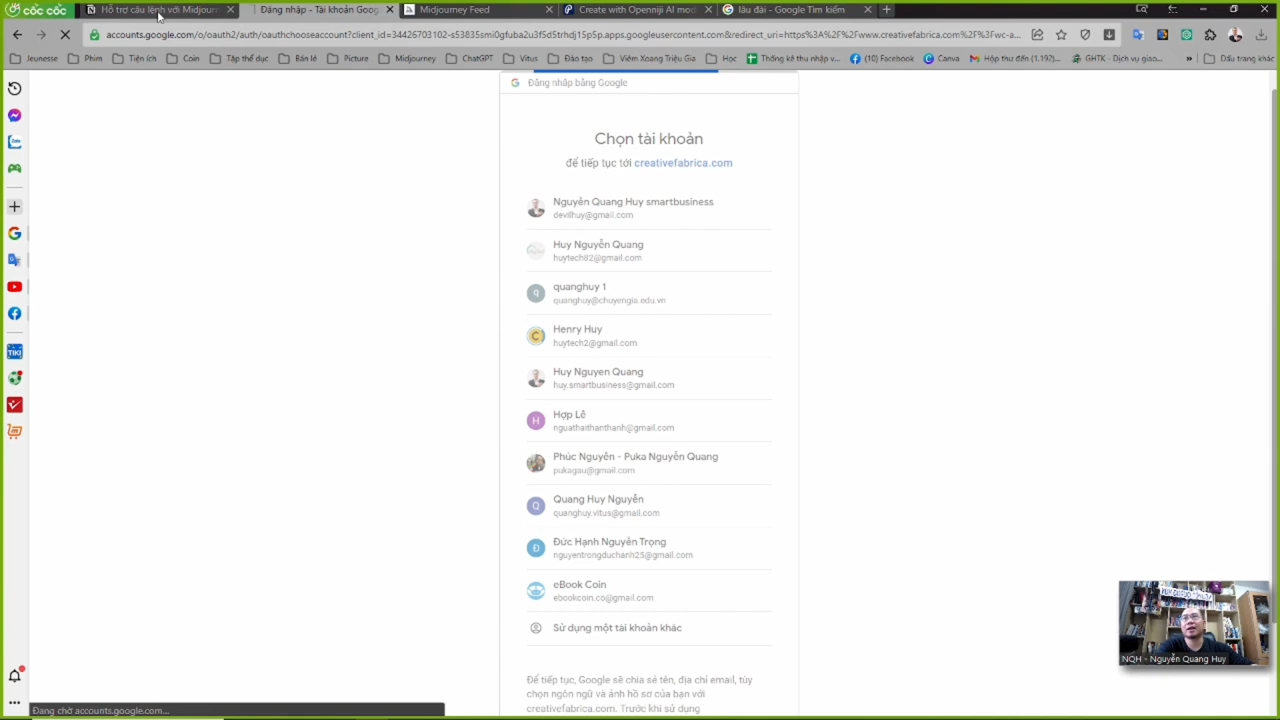 cốc cốc
Hỗ trợ câu lệnh với Midjourn
Đăng nhập - Tài khoản Goog
Midjourney Feed
Create with Openniji AI mod
lâu đài - Google Tìm kiếm
accounts.google.com/o/oauth2/auth/oauthchooseaccount?client_id=34426703102-s53835smi0gfuba2u3f5d5trhdj15p5p.apps.googleusercontent.com&redirect_uri=https%3A%2F%2Fwww.creativefabrica.com%2F%3Fwc-a...
Jeunesse
Phim
Tiện ích
Coin
Tập thể dục
Bán lẻ
Picture
Midjourney
ChatGPT
Vitus
Đào tạo
Viêm Xoang Triệu Gia
Học
Thống kê thu nhập v...
(10) Facebook
Canva
Hộp thư đến (1.192)...
GHTK - Dịch vụ giao...
»
Dấu trang khác
Đăng nhập bằng Google
Chọn tài khoản
để tiếp tục tới creativefabrica.com
Nguyễn Quang Huy smartbusiness
devilhuy@gmail.com
Huy Nguyễn Quang
huytech82@gmail.com
q
quanghuy 1
quanghuy@chuyengia.edu.vn
Henry Huy
huytech2@gmail.com
Huy Nguyen Quang
huy.smartbusiness@gmail.com
H
Hợp Lê
nguathaithanthanh@gmail.com
Phúc Nguyên - Puka Nguyễn Quang
pukagau@gmail.com
Q
Quang Huy Nguyễn
quanghuy.vitus@gmail.com
Đ
Đức Hạnh Nguyễn Trọng
nguyentrongduchanh25@gmail.com
eBook Coin
ebookcoin.co@gmail.com
Sử dụng một tài khoản khác
Để tiếp tục, Google sẽ chia sẻ tên, địa chỉ email, tùy
chọn ngôn ngữ và ảnh hồ sơ của bạn với
creativefabrica.com. Trước khi sử dụng
Zalo
TIKI
NQH - Nguyễn Quang Huy
Đang chờ accounts.google.com...